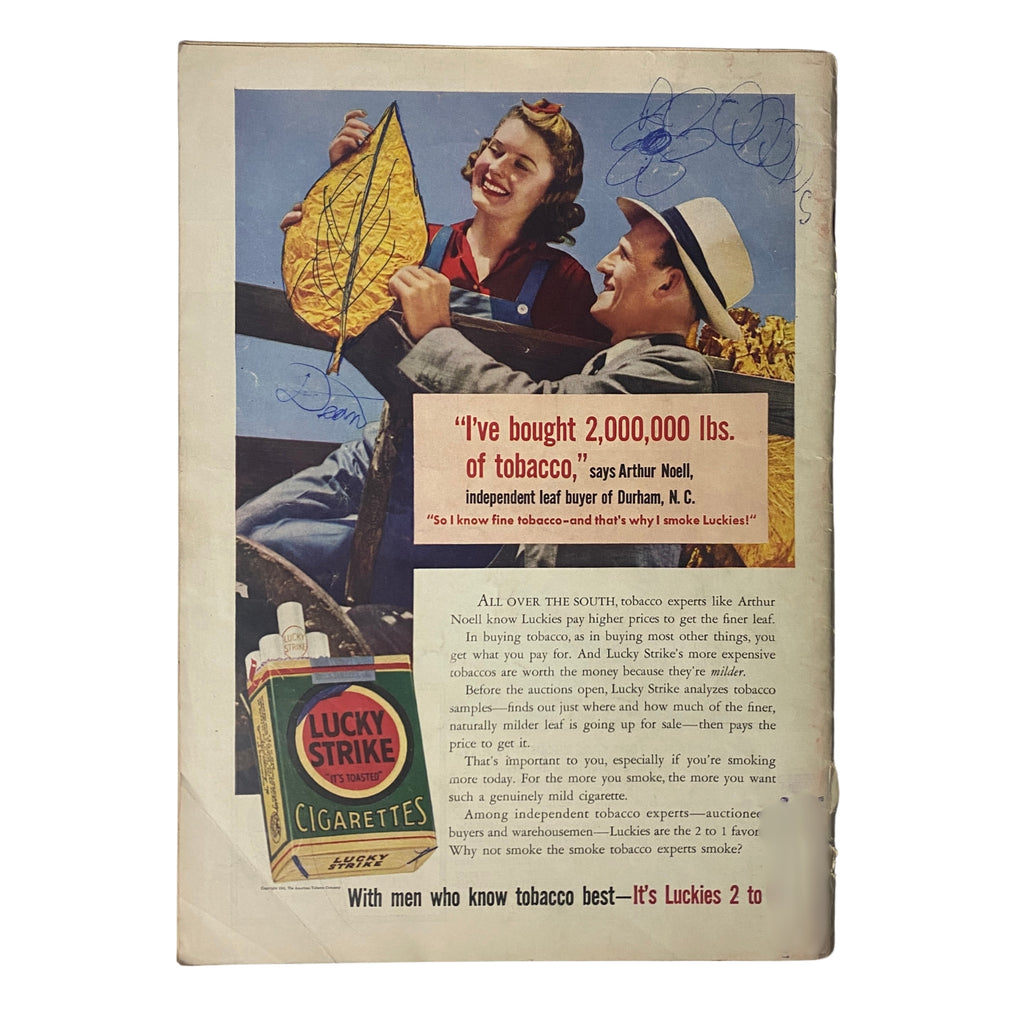 Dean
"I've bought 2,000,000 lbs.
of tobacco," says Arthur Noell,
independent leaf buyer of Durham, N. C.
"So I know fine tobacco-and that's why I smoke Luckies!"
ALL OVER THE SOUTH, tobacco experts like Arthur
Noell know Luckies pay higher prices to get the finer leaf.
In buying tobacco, as in buying most other things, you
get what you pay for. And Lucky Strike's more expensive
tobaccos are worth the money because they're milder.
Before the auctions open, Lucky Strike analyzes tobacco
samples—finds out just where and how much of the finer,
naturally milder leaf is going up for sale—then pays the
price to get it.
That's important to you, especially if you're smoking
more today. For the more you smoke, the more you want
such a genuinely mild cigarette.
Among independent tobacco experts—auctionee
buyers and warehousemen—Luckies are the 2 to 1 favor
Why not smoke the smoke tobacco experts smoke?
LUCKY
STRIKE
LUCKY
STRIKE
"IT'S TOASTED"
CIGARETTES
LUCKY
STRIKE
Copyright 1941, The American Tobacco Company
With men who know tobacco best—It's Luckies 2 to